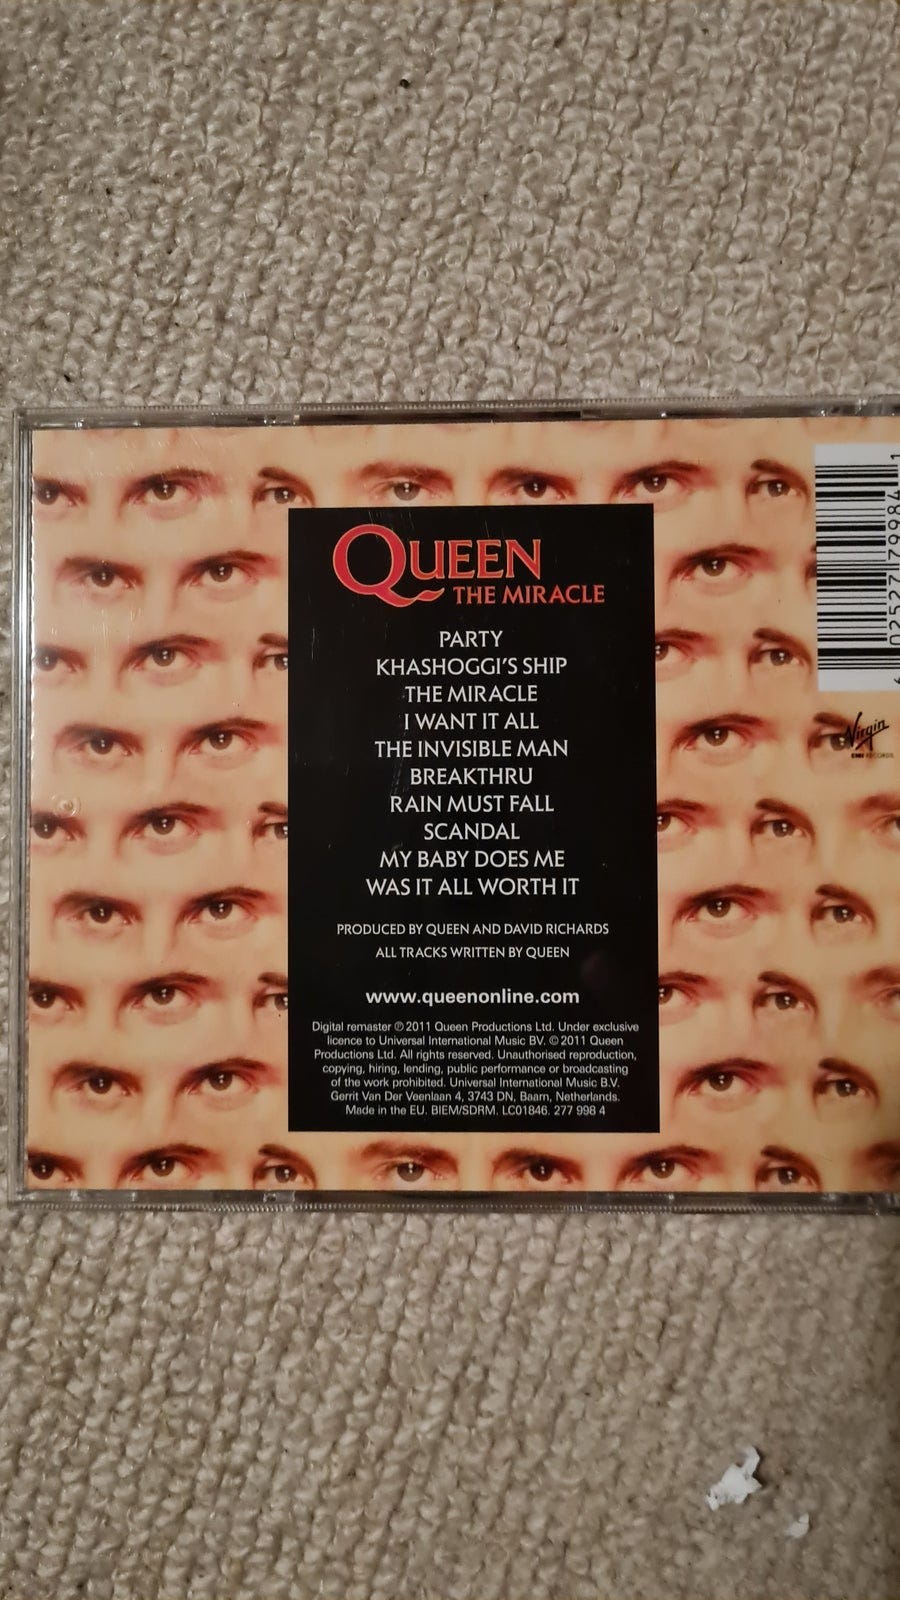 QUEEN
THE MIRACLE
PARTY
KHASHOGGI'S SHIP
THE MIRACLE
I WANT IT ALL
THE INVISIBLE MAN
BREAKTHRU
RAIN MUST FALL
SCANDAL
MY BABY DOES ME
WAS IT ALL WORTH IT
PRODUCED BY QUEEN AND DAVID RICHARDS
ALL TRACKS WRITTEN BY QUEEN
www.queenonline.com
Digital remaster ℗ 2011 Queen Productions Ltd. Under exclusive
licence to Universal International Music BV. © 2011 Queen
Productions Ltd. All rights reserved. Unauthorised reproduction,
copying, hiring, lending, public performance or broadcasting
of the work prohibited. Universal International Music B.V.
Gerrit Van Der Veenlaan 4, 3743 DN, Baarn, Netherlands.
Made in the EU. BIEM/SDRM. LC01846. 277 998 4
02527 79984 1
Virgin
EMI RECORDS